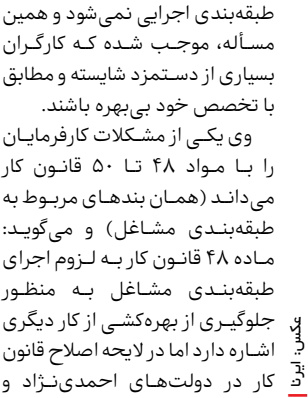 طبقه‌بندی اجرایی نمی‌شود و همین
مسأله، موجب شده که کارگران
بسیاری از دستمزد شایسته و مطابق
با تخصص خود بی‌بهره باشند.
وی یکی از مشکلات کارفرمایان
را با مواد ۴۸ تا ۵۰ قانون کار
می‌داند (همان بندهای مربوط به
طبقه‌بندی مشاغل) و می‌گوید:
ماده ۴۸ قانون کار به لزوم اجرای
طبقه‌بندی مشاغل به منظور
جلوگیری از بهره‌کشی از کار دیگری
اشاره دارد اما در لایحه اصلاح قانون
کار در دولت‌های احمدی‌نژاد و
عکس: ایرنا